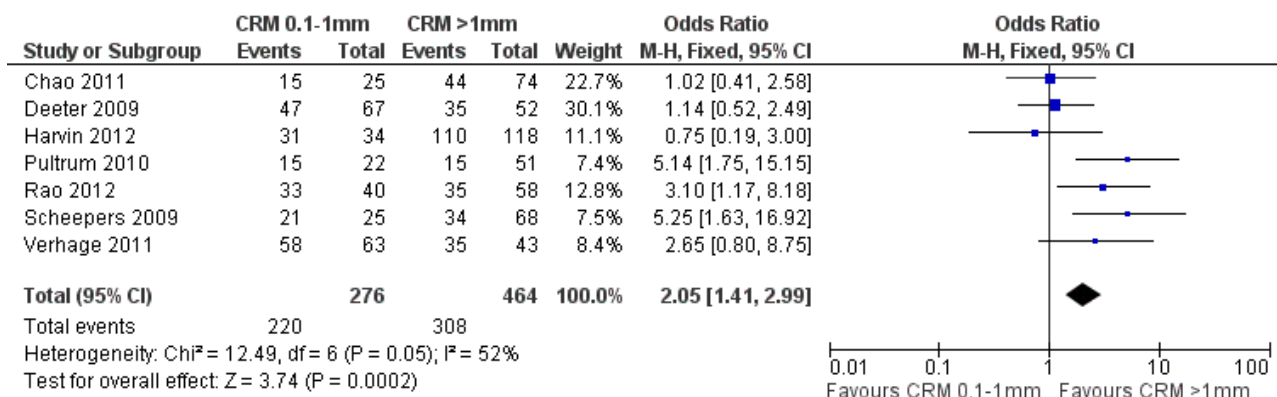 CRM 0.1-1mm CRM >1mm Odds Ratio Odds Ratio
Study or Subgroup Events Total Events Total Weight M-H, Fixed, 95% CI M-H, Fixed, 95% CI
Chao 2011 15 25 44 74 22.7% 1.02 [0.41, 2.58]
Deeter 2009 47 67 35 52 30.1% 1.14 [0.52, 2.49]
Harvin 2012 31 34 110 118 11.1% 0.75 [0.19, 3.00]
Pultrum 2010 15 22 15 51 7.4% 5.14 [1.75, 15.15]
Rao 2012 33 40 35 58 12.8% 3.10 [1.17, 8.18]
Scheepers 2009 21 25 34 68 7.5% 5.25 [1.63, 16.92]
Verhage 2011 58 63 35 43 8.4% 2.65 [0.80, 8.75]
Total (95% CI) 276 464 100.0% 2.05 [1.41, 2.99]
Total events 220 308
Heterogeneity: Chi² = 12.49, df = 6 (P = 0.05); I² = 52%
Test for overall effect: Z = 3.74 (P = 0.0002)
0.01 0.1 1 10 100
Favours CRM 0.1-1mm Favours CRM >1mm